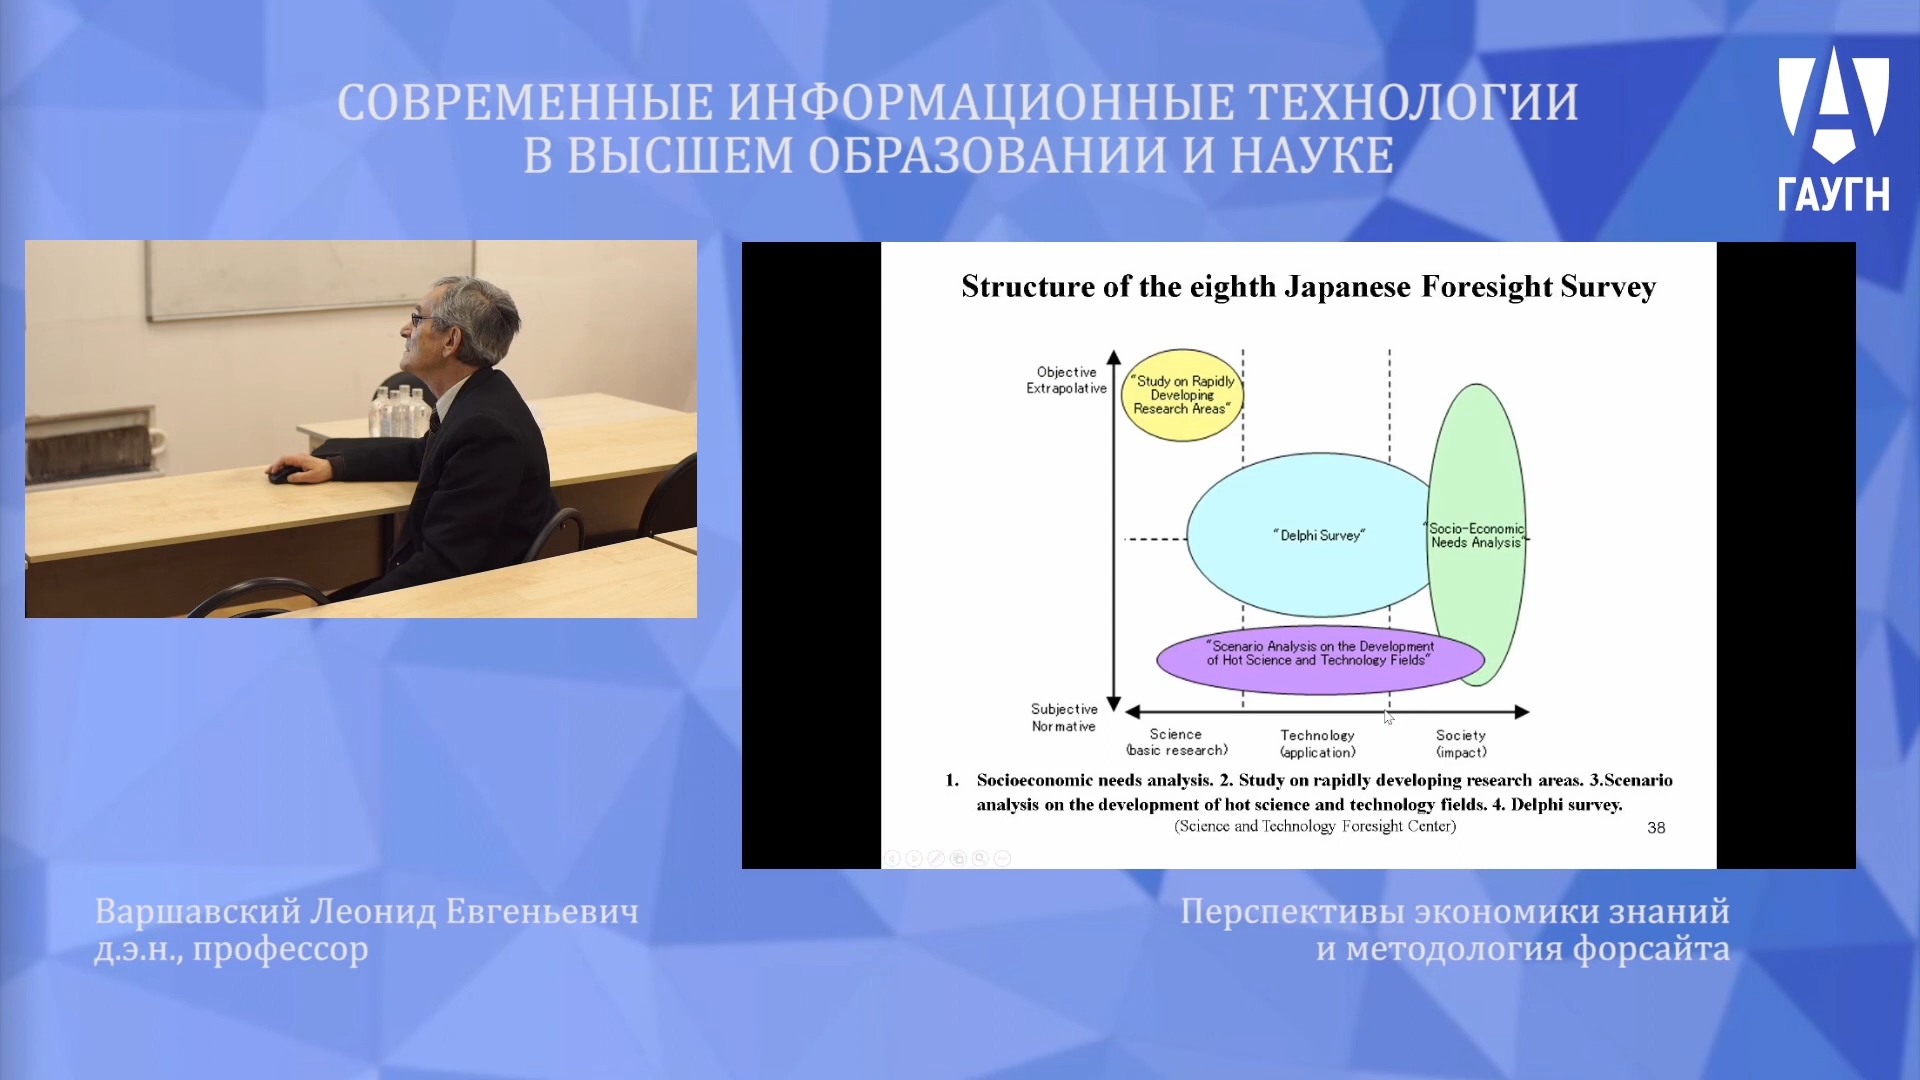 СОВРЕМЕННЫЕ ИНФОРМАЦИОННЫЕ ТЕХНОЛОГИИ
В ВЫСШЕМ ОБРАЗОВАНИИ И НАУКЕ
ГАУГН
Structure of the eighth Japanese Foresight Survey
Objective
Extrapolative
"Study on Rapidly
Developing
Research Areas"
"Delphi Survey"
"Socio-Economic
Needs Analysis"
"Scenario Analysis on the Development
of Hot Science and Technology Fields"
Subjective
Normative
Science
(basic research)
Technology
(application)
Society
(impact)
1. Socioeconomic needs analysis. 2. Study on rapidly developing research areas. 3.Scenario
analysis on the development of hot science and technology fields. 4. Delphi survey.
(Science and Technology Foresight Center)
38
Варшавский Леонид Евгеньевич
д.э.н., профессор
Перспективы экономики знаний
и методология форсайта